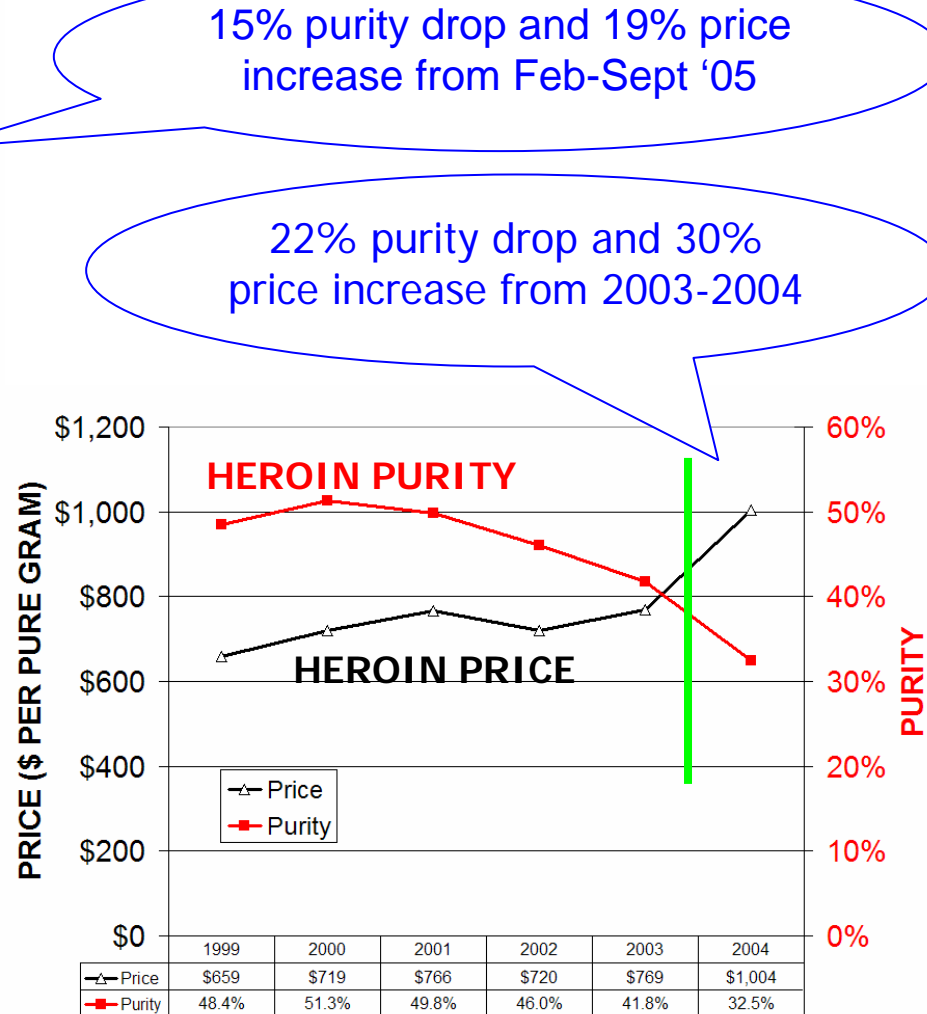 15% purity drop and 19% price
increase from Feb-Sept ‘05
22% purity drop and 30%
price increase from 2003-2004
HEROIN PURITY
HEROIN PRICE
PRICE ($ PER PURE GRAM)
$1,200
$1,000
$800
$600
$400
$200
$0
60%
50%
40%
30%
20%
10%
0%
PURITY
Price
Purity
1999 2000 2001 2002 2003 2004
Price $659 $719 $766 $720 $769 $1,004
Purity 48.4% 51.3% 49.8% 46.0% 41.8% 32.5%